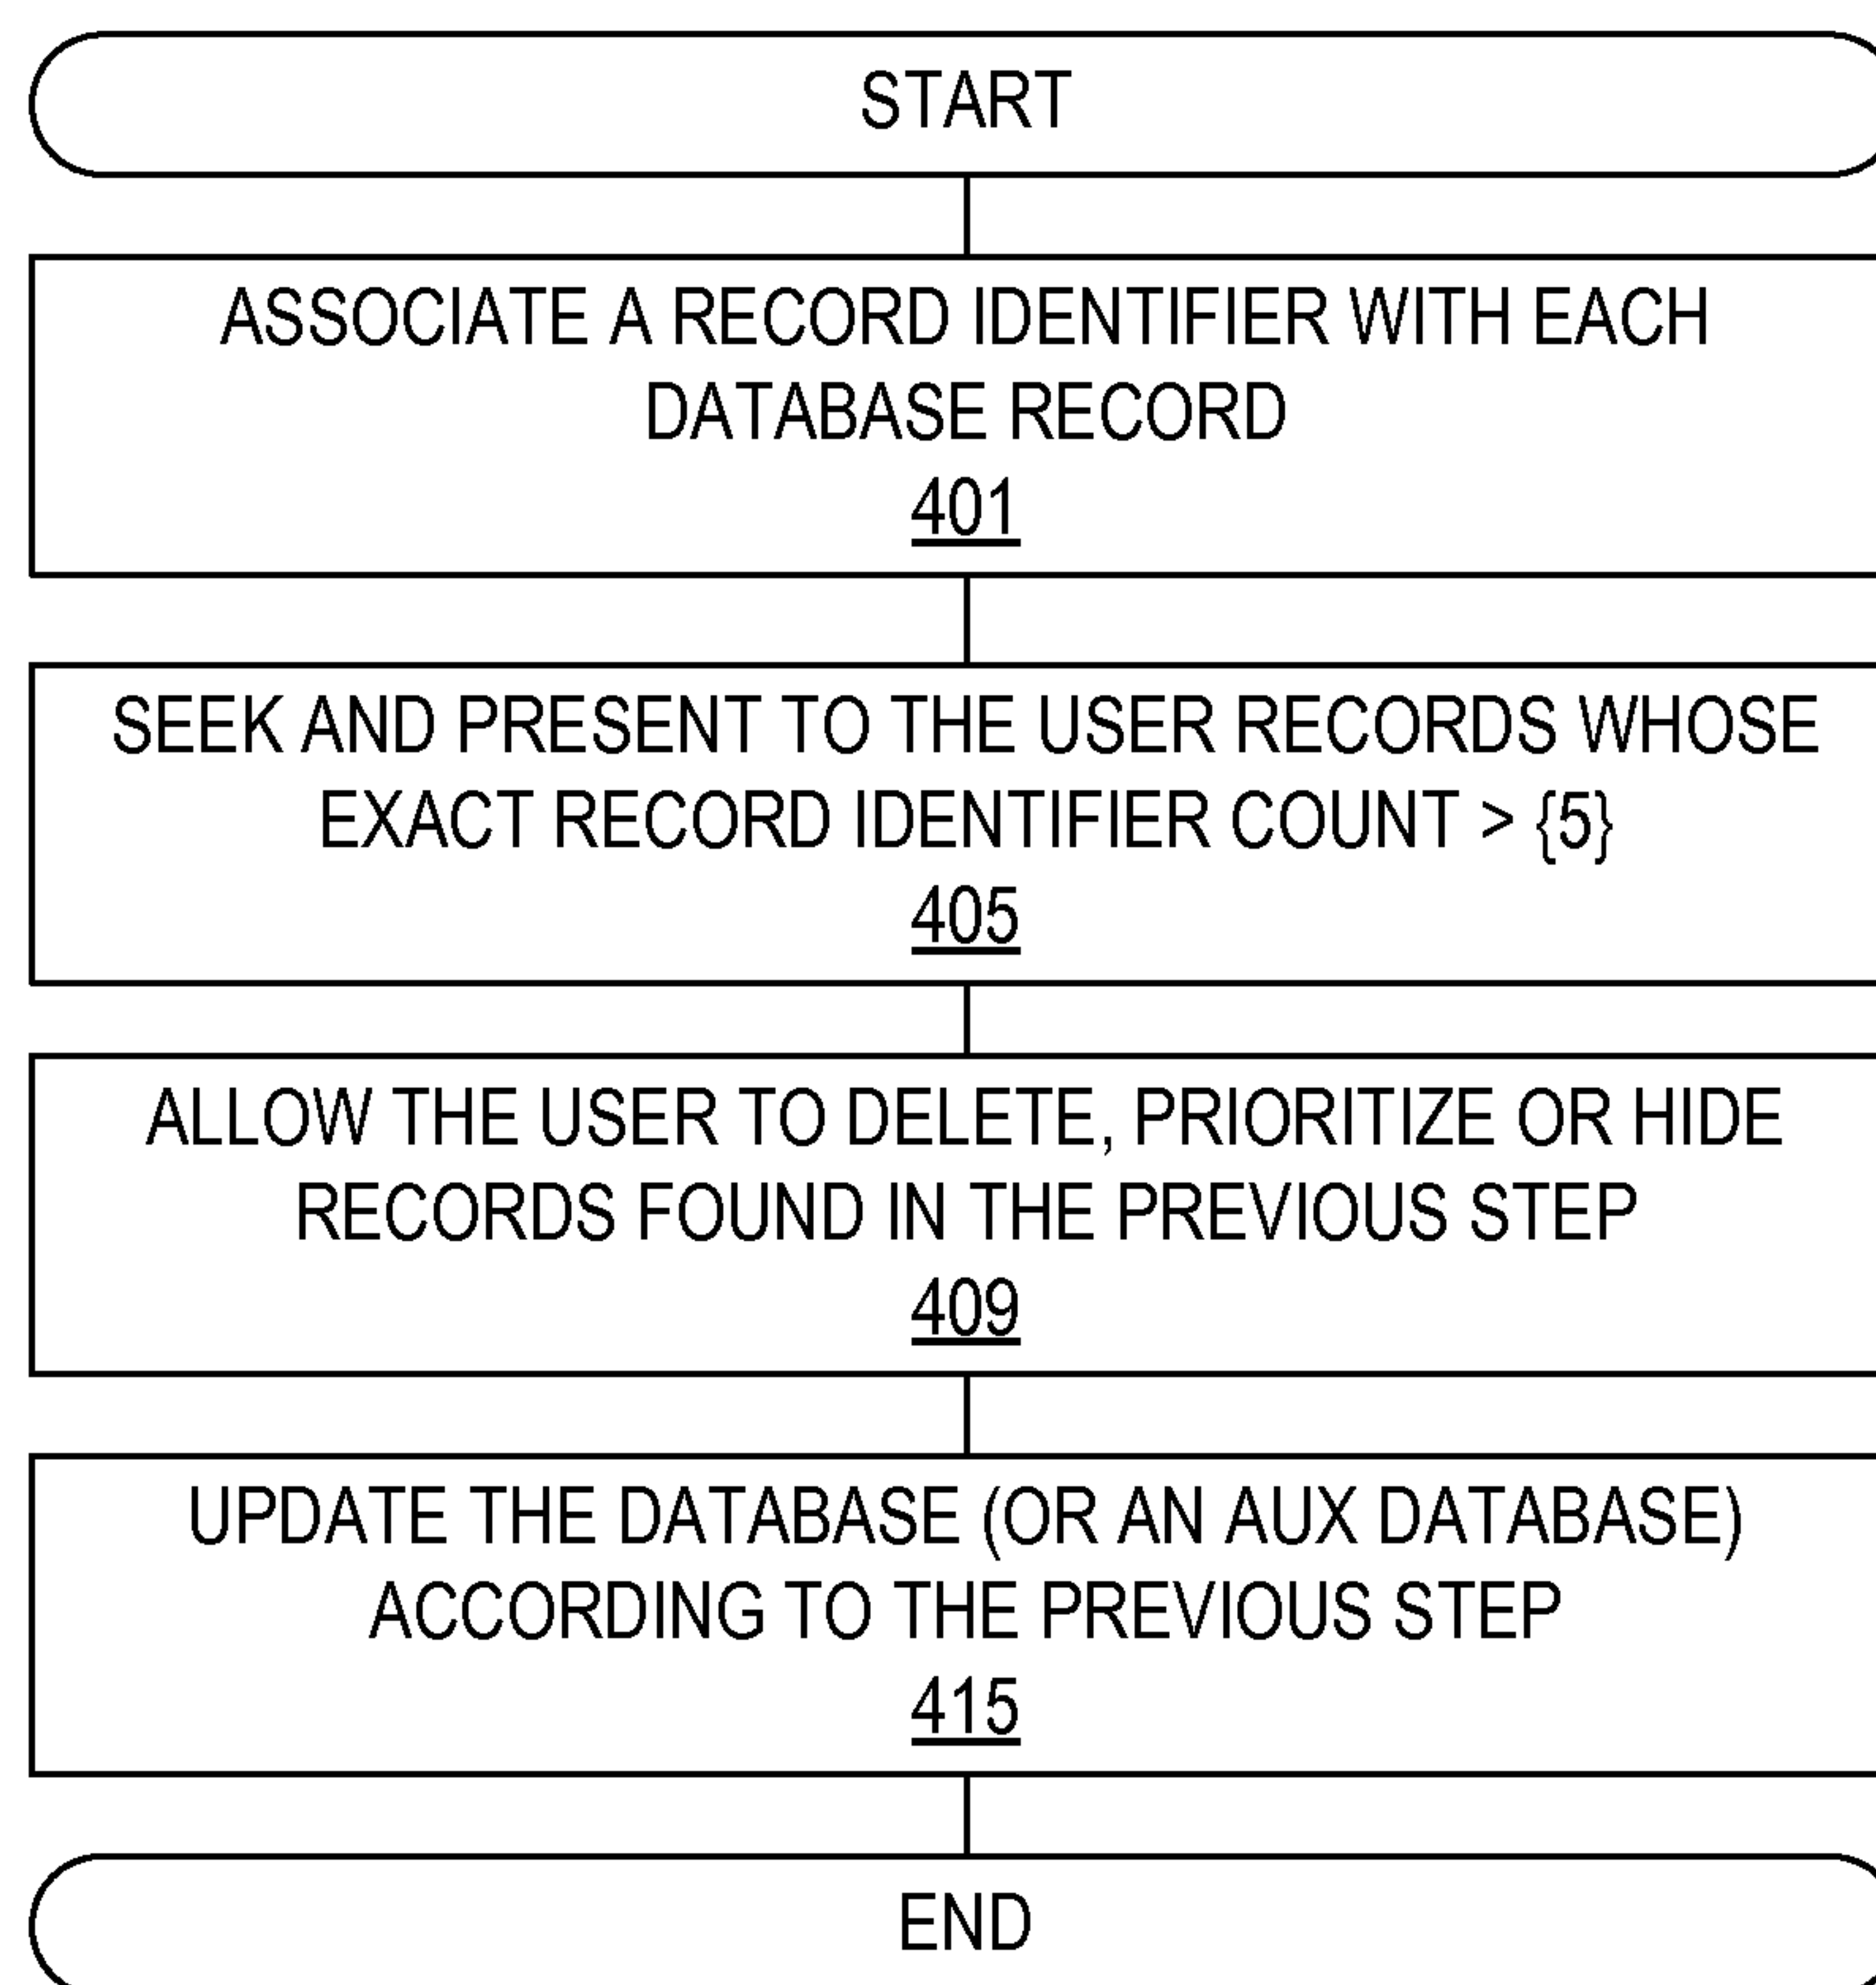 START
ASSOCIATE A RECORD IDENTIFIER WITH EACH
DATABASE RECORD
401
SEEK AND PRESENT TO THE USER RECORDS WHOSE
EXACT RECORD IDENTIFIER COUNT > {5}
405
ALLOW THE USER TO DELETE, PRIORITIZE OR HIDE
RECORDS FOUND IN THE PREVIOUS STEP
409
UPDATE THE DATABASE (OR AN AUX DATABASE)
ACCORDING TO THE PREVIOUS STEP
415
END